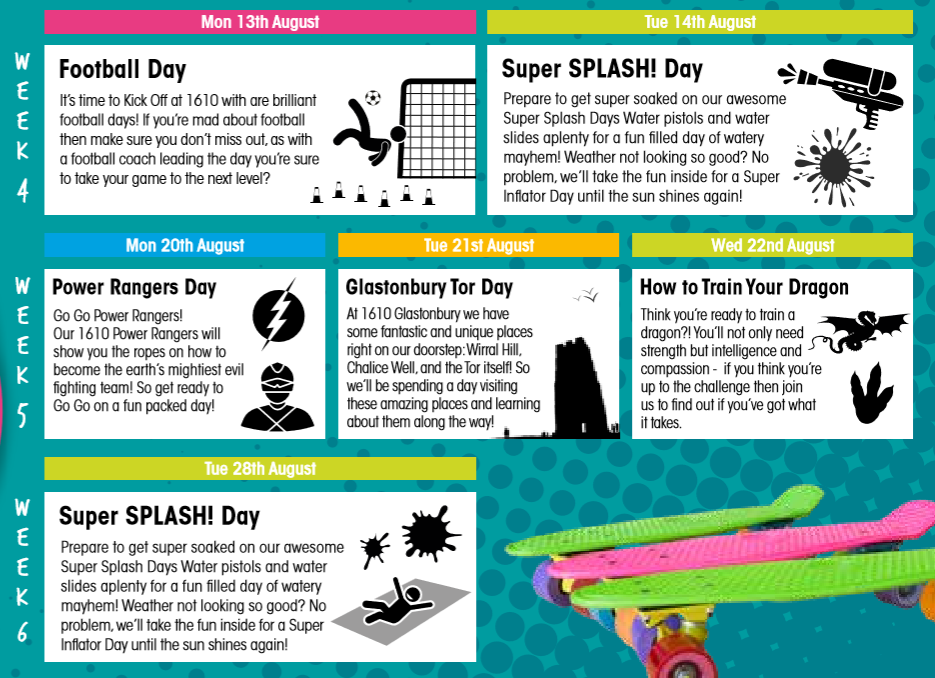 WEEK 4
Mon 13th August
Football Day
It's time to Kick Off at 1610 with are brilliant
football days! If you're mad about football
then make sure you don't miss out, as with
a football coach leading the day you're sure
to take your game to the next level?
Tue 14th August
Super SPLASH! Day
Prepare to get super soaked on our awesome
Super Splash Days Water pistols and water
slides aplenty for a fun filled day of watery
mayhem! Weather not looking so good? No
problem, we'll take the fun inside for a Super
Inflator Day until the sun shines again!
WEEK 5
Mon 20th August
Power Rangers Day
Go Go Power Rangers!
Our 1610 Power Rangers will
show you the ropes on how to
become the earth's mightiest evil
fighting team! So get ready to
Go Go on a fun packed day!
Tue 21st August
Glastonbury Tor Day
At 1610 Glastonbury we have
some fantastic and unique places
right on our doorstep: Wirral Hill,
Chalice Well, and the Tor itself! So
we'll be spending a day visiting
these amazing places and learning
about them along the way!
Wed 22nd August
How to Train Your Dragon
Think you're ready to train a
dragon?! You'll not only need
strength but intelligence and
compassion - if you think you're
up to the challenge then join
us to find out if you've got what
it takes.
WEEK 6
Tue 28th August
Super SPLASH! Day
Prepare to get super soaked on our awesome
Super Splash Days Water pistols and water
slides aplenty for a fun filled day of watery
mayhem! Weather not looking so good? No
problem, we'll take the fun inside for a Super
Inflator Day until the sun shines again!